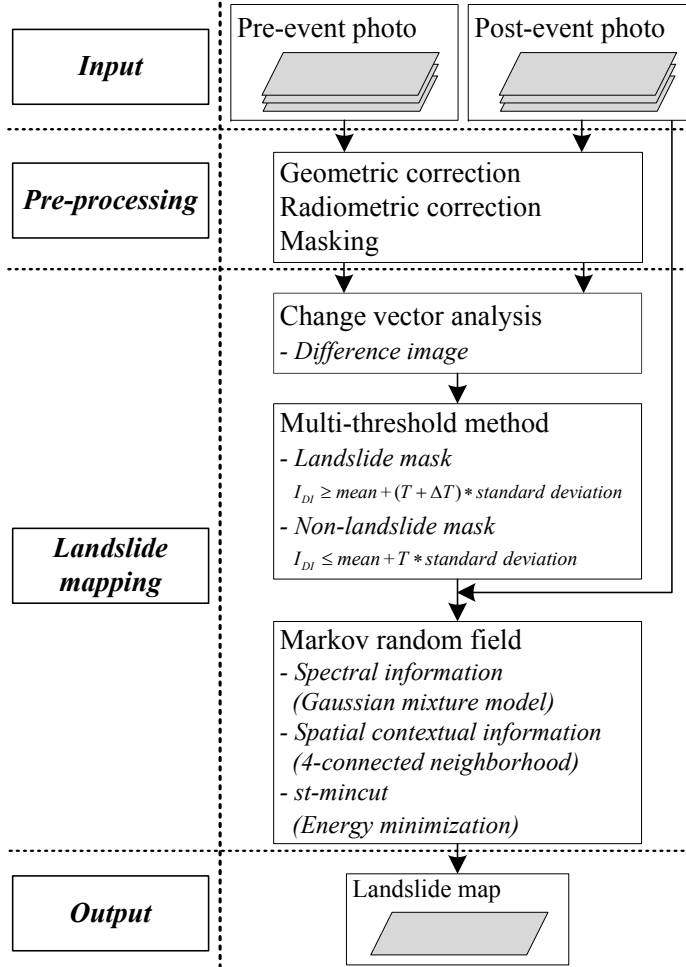 Input
Pre-event photo
Post-event photo
Pre-processing
Geometric correction
Radiometric correction
Masking
Landslide
mapping
Change vector analysis
- Difference image
Multi-threshold method
- Landslide mask
I_DI ≥ mean + (T + ΔT) * standard deviation
- Non-landslide mask
I_DI ≤ mean + T * standard deviation
Markov random field
- Spectral information
(Gaussian mixture model)
- Spatial contextual information
(4-connected neighborhood)
- st-mincut
(Energy minimization)
Output
Landslide map